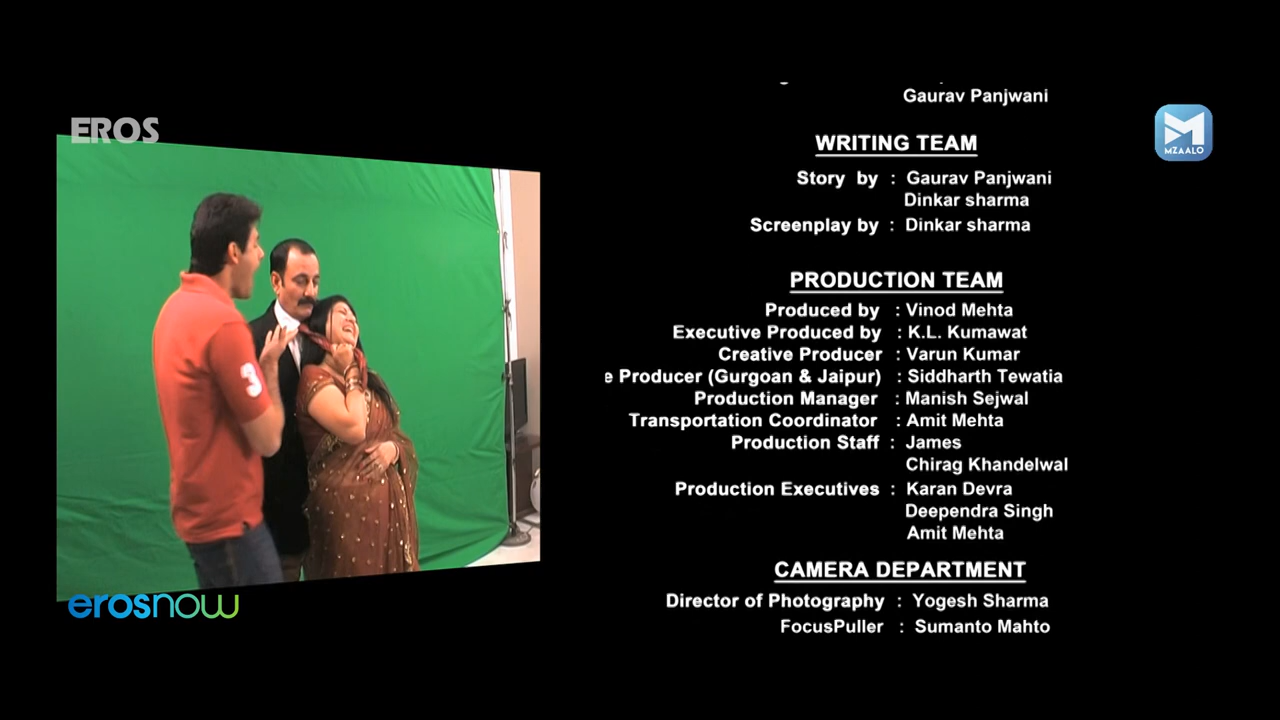 Gaurav Panjwani
EROS
MZAALO
WRITING TEAM
Story by : Gaurav Panjwani
Dinkar sharma
Screenplay by : Dinkar sharma
3
PRODUCTION TEAM
Produced by : Vinod Mehta
Executive Produced by : K.L. Kumawat
Creative Producer : Varun Kumar
e Producer (Gurgoan & Jaipur) : Siddharth Tewatia
Production Manager : Manish Sejwal
Transportation Coordinator : Amit Mehta
Production Staff : James
Chirag Khandelwal
Production Executives : Karan Devra
Deependra Singh
Amit Mehta
CAMERA DEPARTMENT
Director of Photography : Yogesh Sharma
FocusPuller : Sumanto Mahto
erosnow